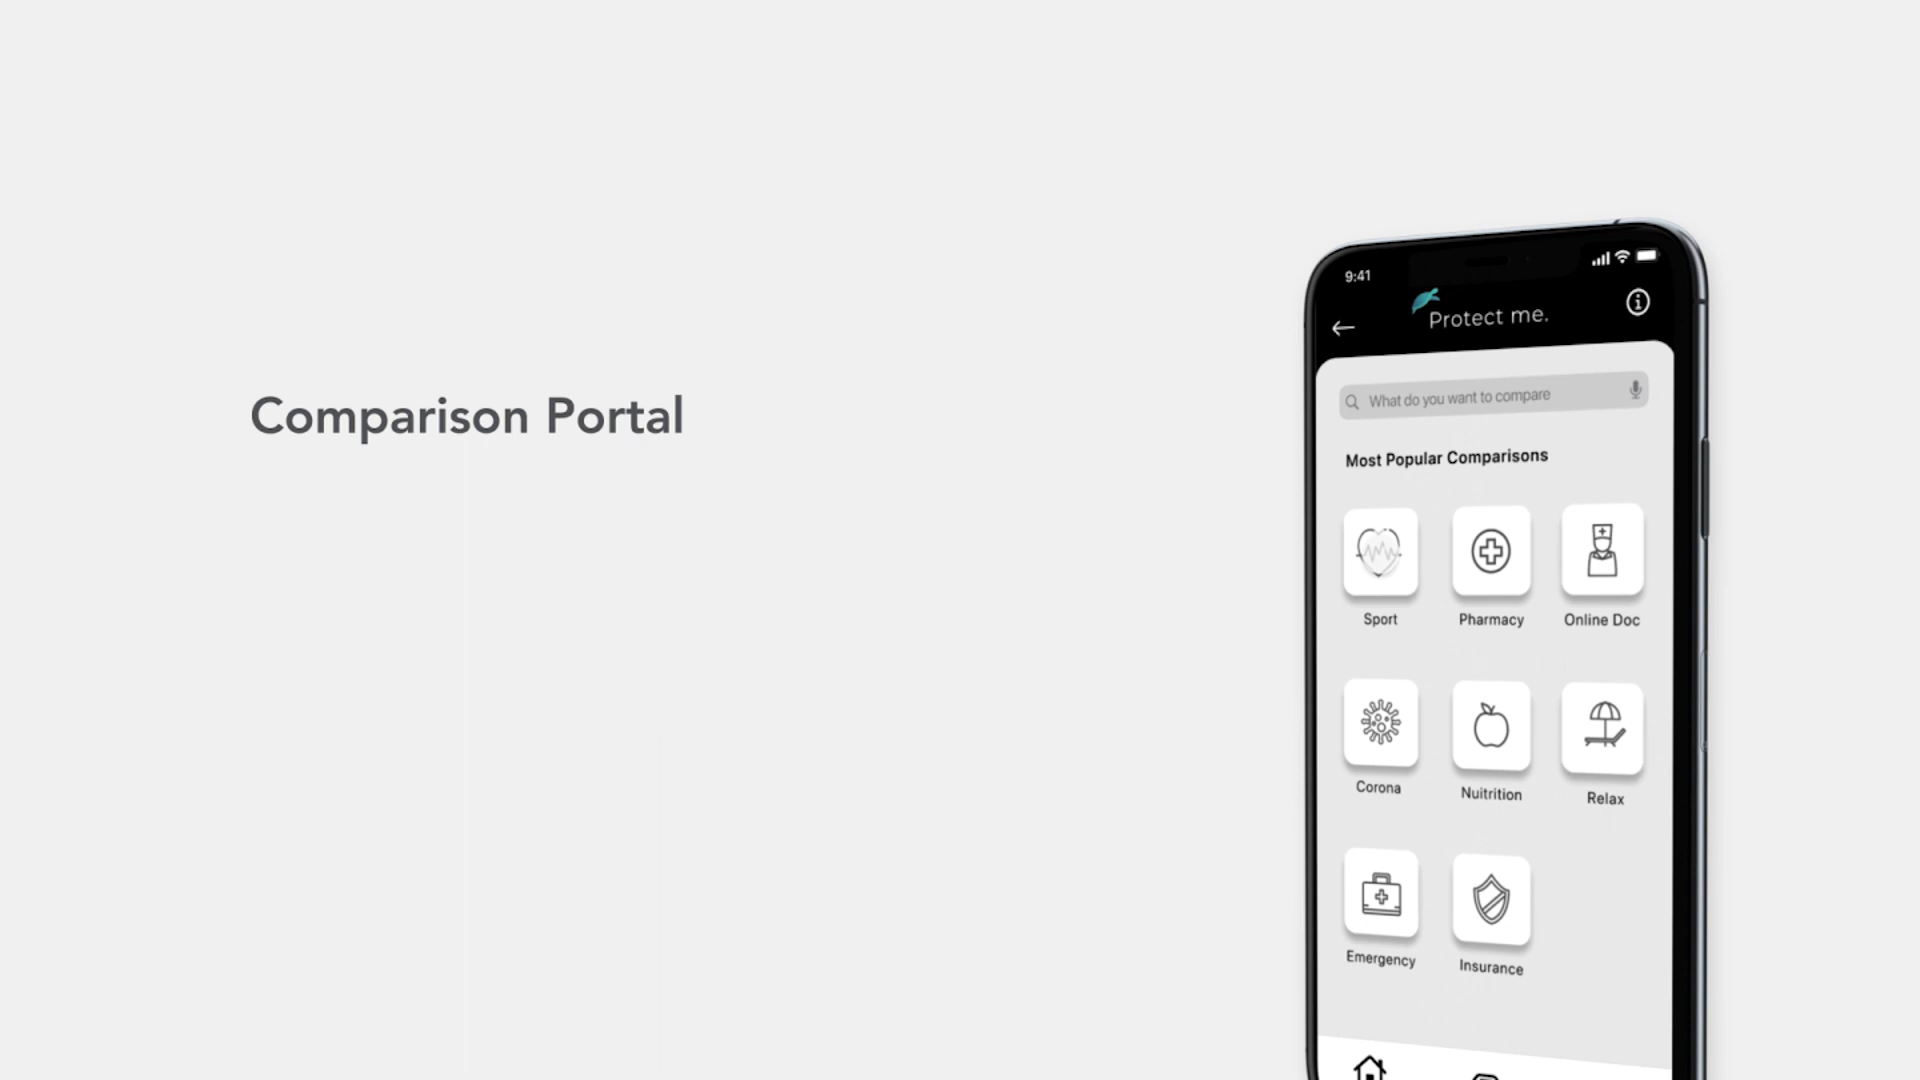 Comparison Portal
9:41
Protect me.
What do you want to compare
Most Popular Comparisons
Sport Pharmacy Online Doc
Corona Nuitrition Relax
Emergency Insurance